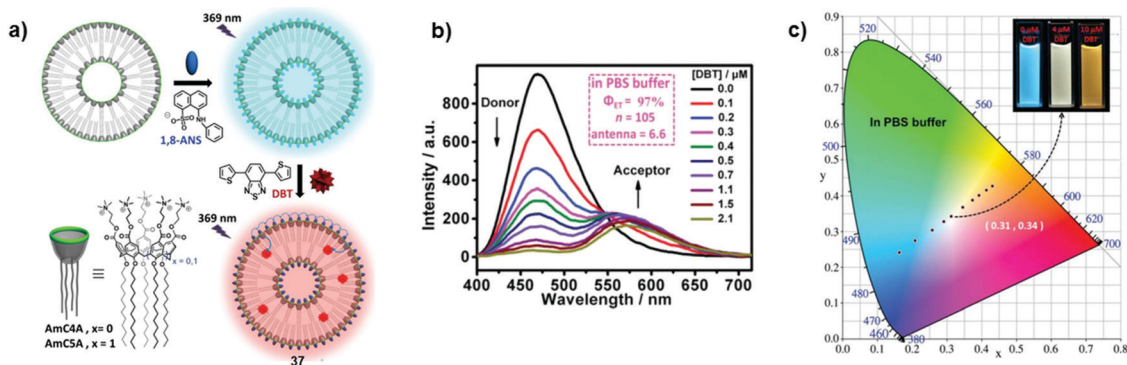 a)
369 nm
1,8-ANS
DBT
369 nm
x = 0,1
AmC4A , x= 0
AmC5A , x = 1
37
b)
Donor
in PBS buffer
ΦET = 97%
n = 105
antenna = 6.6
Acceptor
[DBT] / μM
0.0
0.1
0.2
0.3
0.4
0.5
0.7
1.1
1.5
2.1
Intensity / a.u.
800
600
400
200
0
400 450 500 550 600 650 700
Wavelength / nm
c)
0 μM DBT
4 μM DBT
10 μM DBT
In PBS buffer
( 0.31 , 0.34 )
y
0.9
0.8
0.7
0.6
0.5
0.4
0.3
0.2
0.1
0.0
0.0 0.1 0.2 0.3 0.4 0.5 0.6 0.7 0.8
x
520
540
560
580
600
620
700
500
490
480
470
460
380